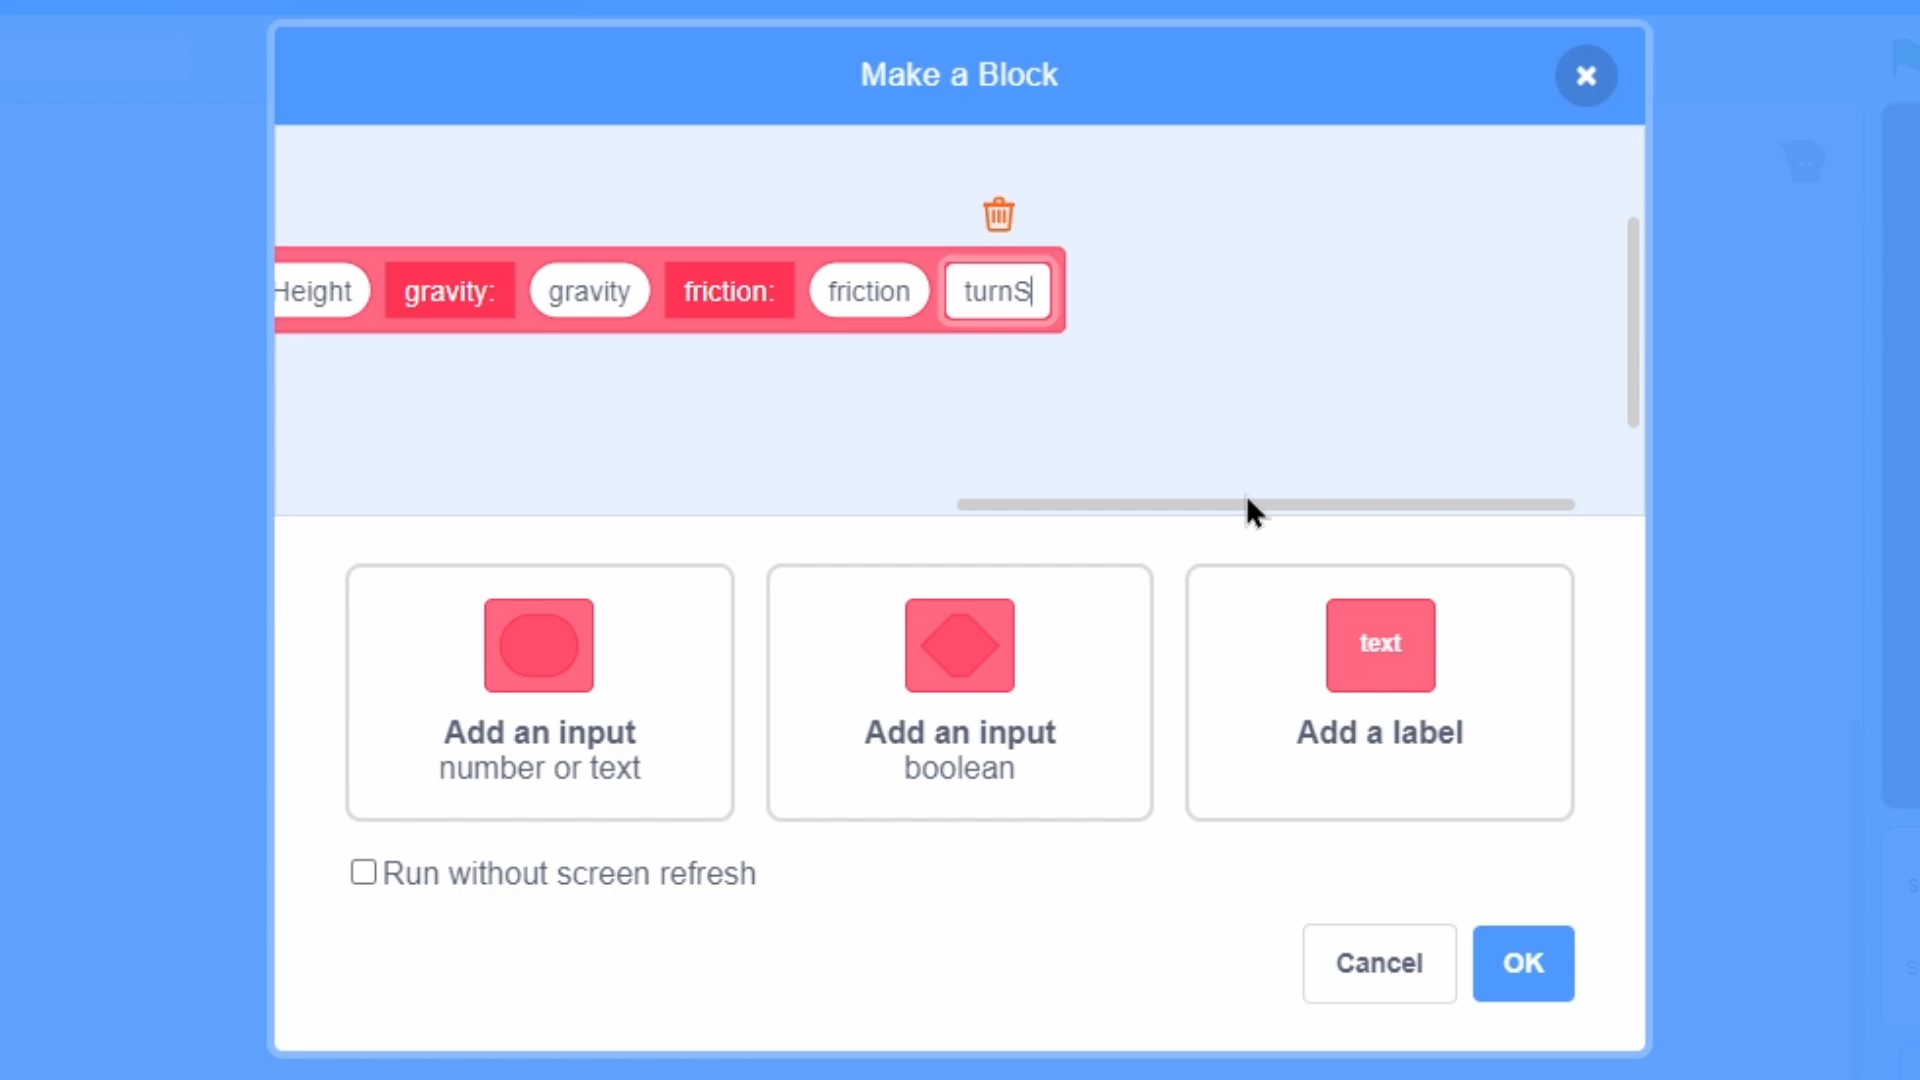 Make a Block
Height gravity: gravity friction: friction turnS
text
Add an input
number or text
Add an input
boolean
Add a label
Run without screen refresh
Cancel OK